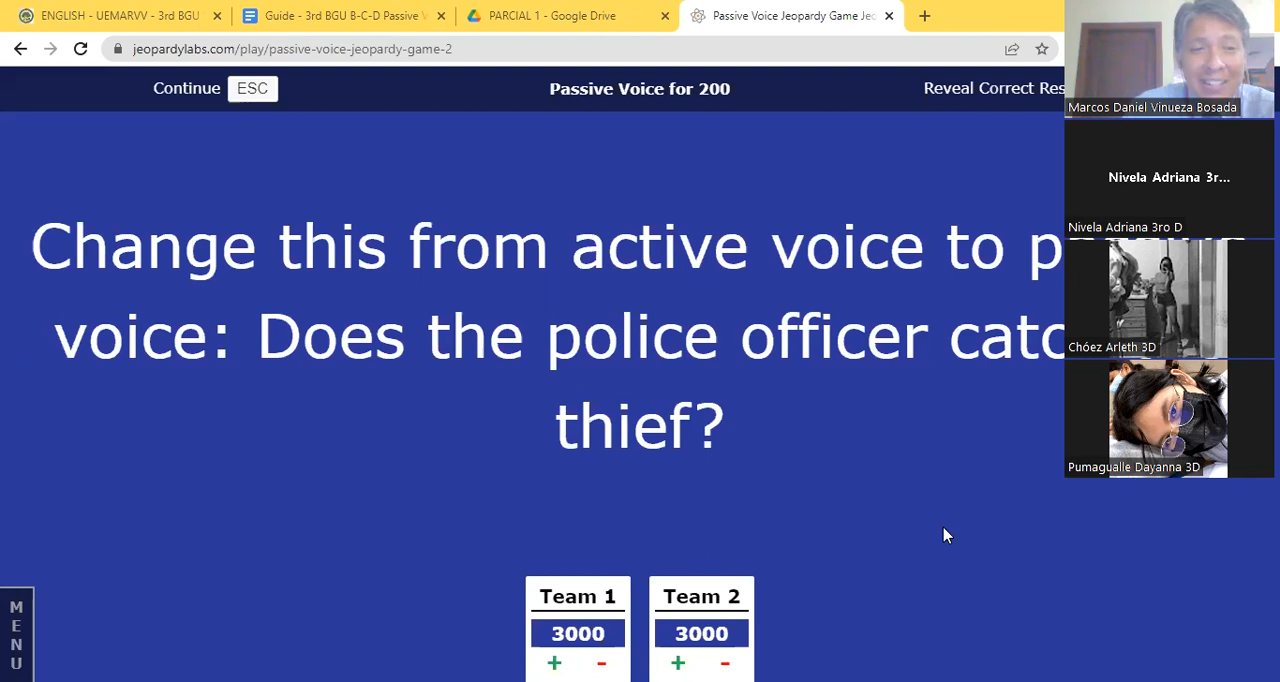 ENGLISH - UEMARVV - 3rd BGU
Guide - 3rd BGU B-C-D Passive V
PARCIAL 1 - Google Drive
Passive Voice Jeopardy Game Jeo
jeopardylabs.com/play/passive-voice-jeopardy-game-2
Continue ESC
Passive Voice for 200
Reveal Correct Res
Change this from active voice to p
voice: Does the police officer catc
thief?
Team 1
3000
+ -
Team 2
3000
+ -
MENU
Marcos Daniel Vinueza Bosada
Nivela Adriana 3r...
Nivela Adriana 3ro D
Chóez Arleth 3D
Pumagualle Dayanna 3D